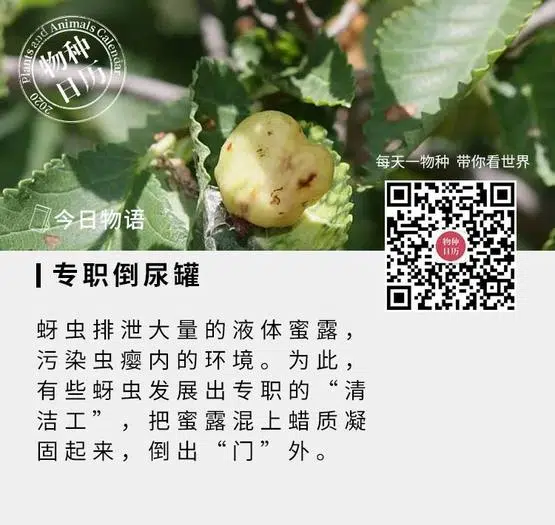 Plants and Animals Calendar
物种
日历
2020
每天一物种 带你看世界
物种
日历
今日物语
专职倒尿罐
蚜虫排泄大量的液体蜜露，
污染虫瘿内的环境。为此，
有些蚜虫发展出专职的“清
洁工”，把蜜露混上蜡质凝
固起来，倒出“门”外。